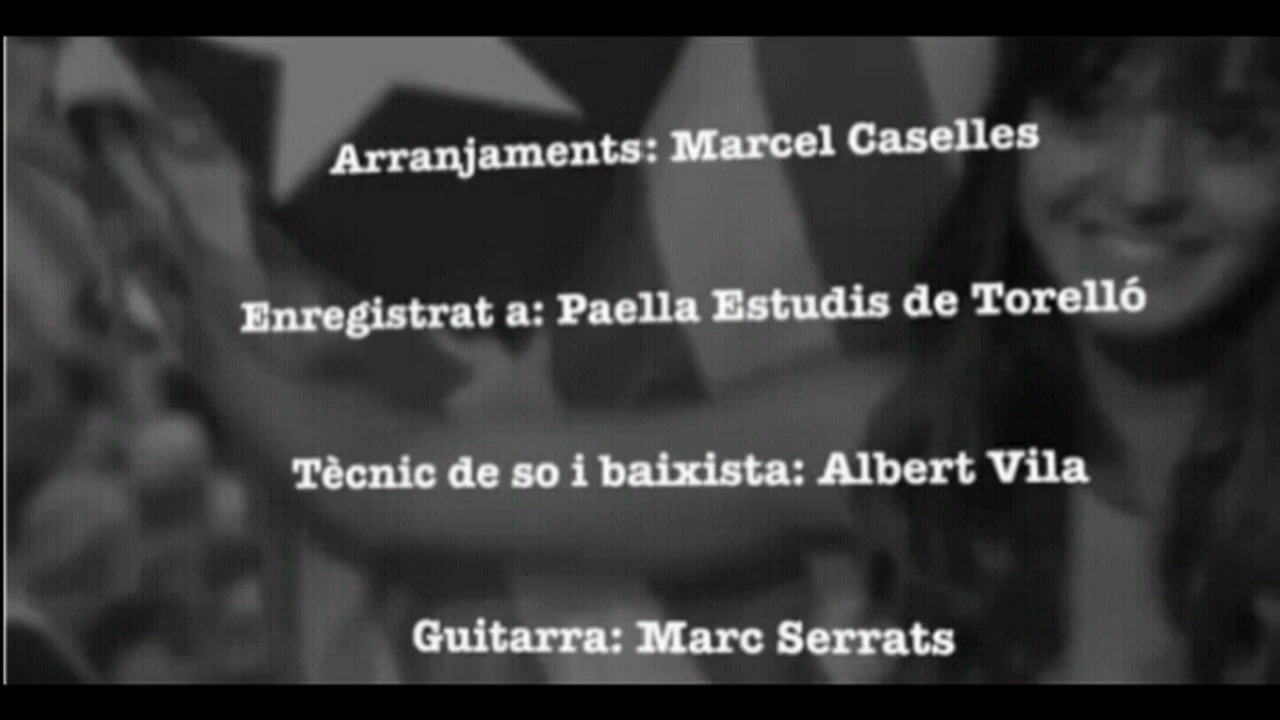 Arranjaments: Marcel Caselles
Enregistrat a: Paella Estudis de Torelló
Tècnic de so i baixista: Albert Vila
Guitarra: Marc Serrats